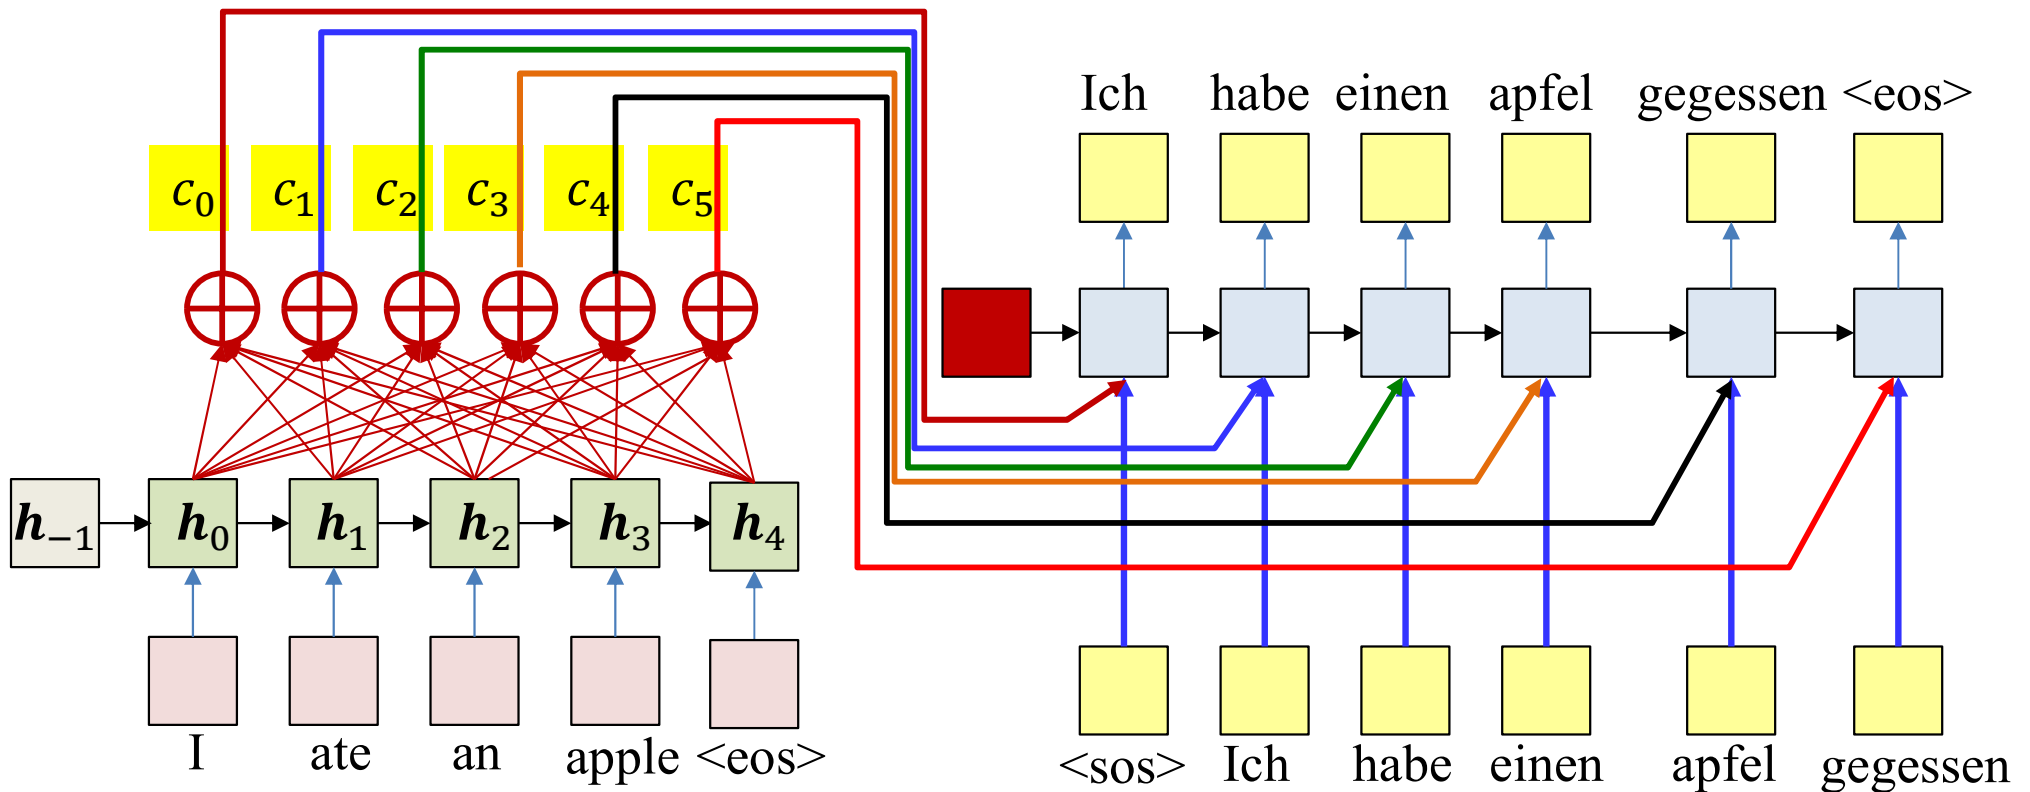 Ich habe einen apfel gegessen <eos>
c₀ c₁ c₂ c₃ c₄ c₅
h₋₁ h₀ h₁ h₂ h₃ h₄
I ate an apple <eos>
<sos> Ich habe einen apfel gegessen